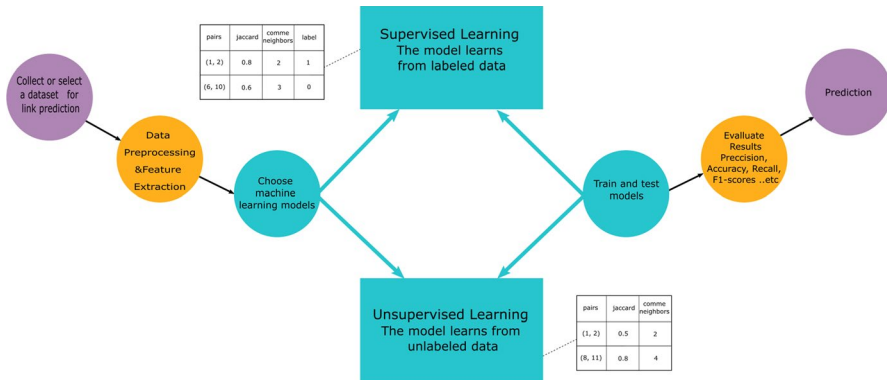 Collect or select
a dataset for
link prediction
Data
Preprocessing
&Feature
Extraction
Choose
machine
learning models
pairs jaccard comme neighbors label
(1, 2) 0.8 2 1
(6, 10) 0.6 3 0
Supervised Learning
The model learns
from labeled data
Unsupervised Learning
The model learns from
unlabeled data
pairs jaccard comme neighbors
(1, 2) 0.5 2
(8, 11) 0.8 4
Train and test
models
Evaluate
Results
Preccision,
Accuracy, Recall,
F1-scores ..etc
Prediction